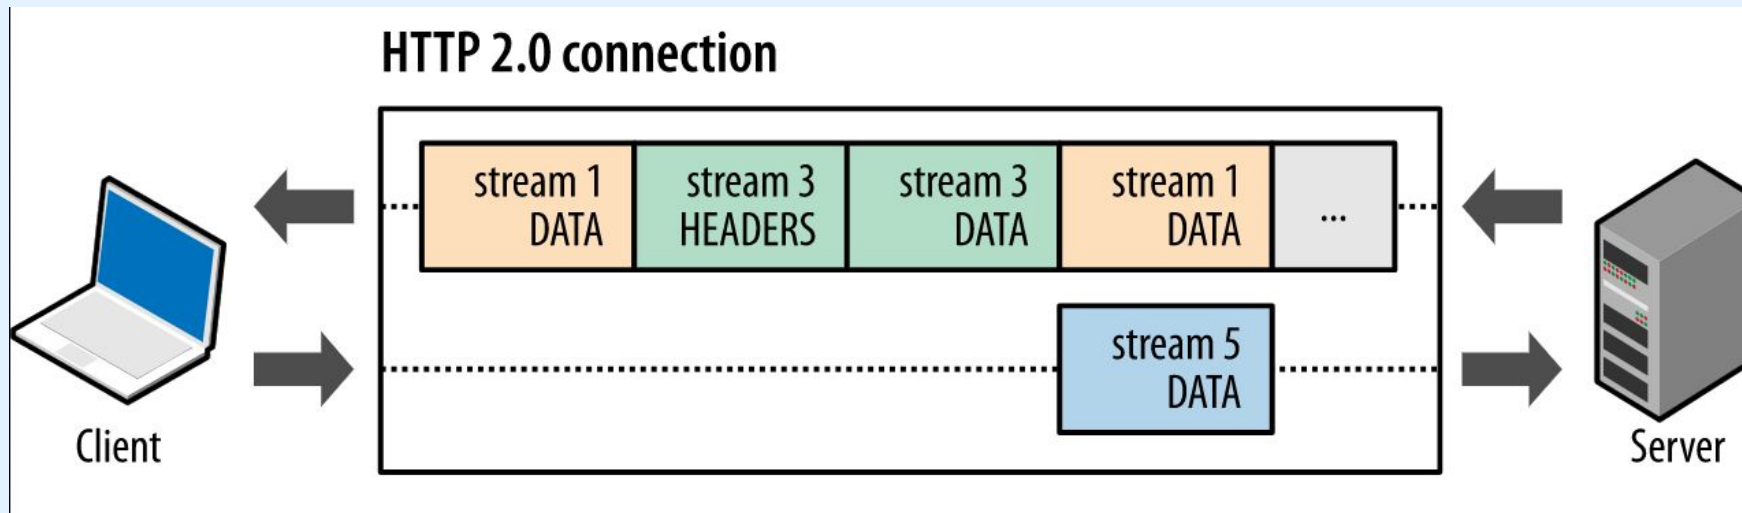 HTTP 2.0 connection
stream 1
DATA
stream 3
HEADERS
stream 3
DATA
stream 1
DATA
...
stream 5
DATA
Client
Server